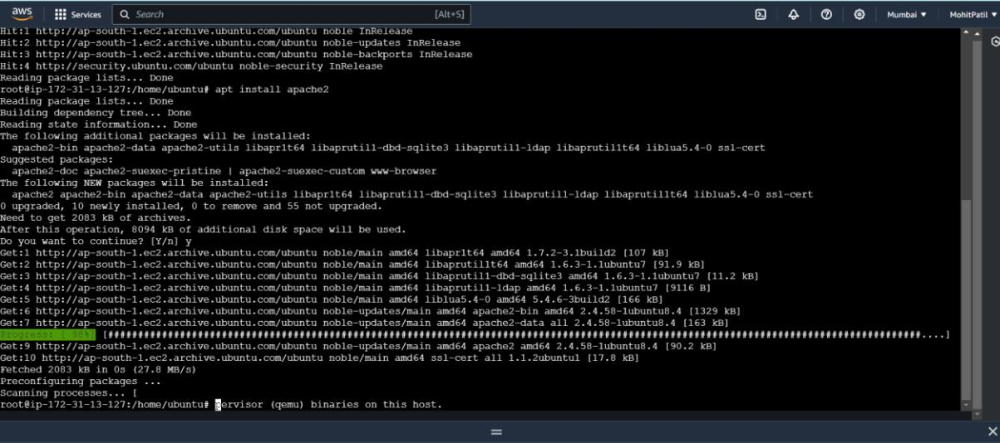 aws Services Search [Alt+S] Mumbai MohitPatil
Hit:1 http://ap-south-1.ec2.archive.ubuntu.com/ubuntu noble InRelease
Hit:2 http://ap-south-1.ec2.archive.ubuntu.com/ubuntu noble-updates InRelease
Hit:3 http://ap-south-1.ec2.archive.ubuntu.com/ubuntu noble-backports InRelease
Hit:4 http://security.ubuntu.com/ubuntu noble-security InRelease
Reading package lists... Done
root@ip-172-31-13-127:/home/ubuntu# apt install apache2
Reading package lists... Done
Building dependency tree... Done
Reading state information... Done
The following additional packages will be installed:
apache2-bin apache2-data apache2-utils libapr1t64 libaprutil1-dbd-sqlite3 libaprutil1-ldap libaprutil1t64 liblua5.4-0 ssl-cert
Suggested packages:
apache2-doc apache2-suexec-pristine | apache2-suexec-custom www-browser
The following NEW packages will be installed:
apache2 apache2-bin apache2-data apache2-utils libapr1t64 libaprutil1-dbd-sqlite3 libaprutil1-ldap libaprutil1t64 liblua5.4-0 ssl-cert
0 upgraded, 10 newly installed, 0 to remove and 55 not upgraded.
Need to get 2083 kB of archives.
After this operation, 8094 kB of additional disk space will be used.
Do you want to continue? [Y/n] y
Get:1 http://ap-south-1.ec2.archive.ubuntu.com/ubuntu noble/main amd64 libapr1t64 amd64 1.7.2-3.1build2 [107 kB]
Get:2 http://ap-south-1.ec2.archive.ubuntu.com/ubuntu noble/main amd64 libaprutil1t64 amd64 1.6.3-1.1ubuntu7 [91.9 kB]
Get:3 http://ap-south-1.ec2.archive.ubuntu.com/ubuntu noble/main amd64 libaprutil1-dbd-sqlite3 amd64 1.6.3-1.1ubuntu7 [11.2 kB]
Get:4 http://ap-south-1.ec2.archive.ubuntu.com/ubuntu noble/main amd64 libaprutil1-ldap amd64 1.6.3-1.1ubuntu7 [9116 B]
Get:5 http://ap-south-1.ec2.archive.ubuntu.com/ubuntu noble/main amd64 liblua5.4-0 amd64 5.4.6-3build2 [166 kB]
Get:6 http://ap-south-1.ec2.archive.ubuntu.com/ubuntu noble-updates/main amd64 apache2-bin amd64 2.4.58-1ubuntu8.4 [1329 kB]
Get:7 http://ap-south-1.ec2.archive.ubuntu.com/ubuntu noble-updates/main amd64 apache2-data all 2.4.58-1ubuntu8.4 [163 kB]
Progress: [ 98%] [##########################################################################################################################################....]
Get:9 http://ap-south-1.ec2.archive.ubuntu.com/ubuntu noble-updates/main amd64 apache2 amd64 2.4.58-1ubuntu8.4 [90.2 kB]
Get:10 http://ap-south-1.ec2.archive.ubuntu.com/ubuntu noble/main amd64 ssl-cert all 1.1.2ubuntu1 [17.8 kB]
Fetched 2083 kB in 0s (27.8 MB/s)
Preconfiguring packages ...
Scanning processes... [
root@ip-172-31-13-127:/home/ubuntu# pervisor (qemu) binaries on this host.